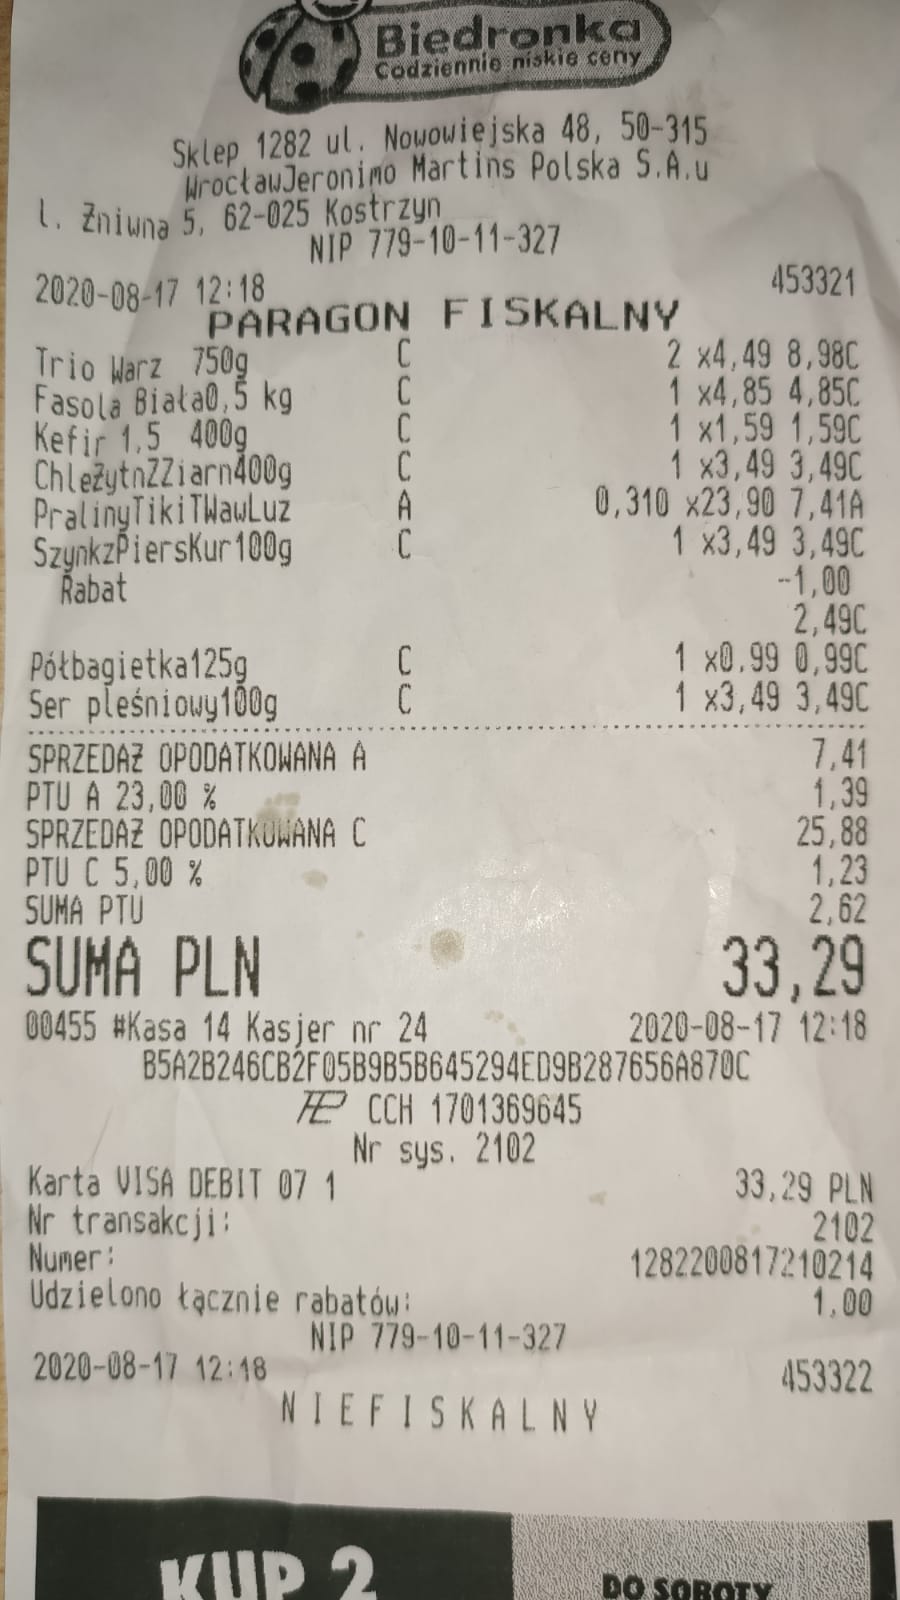 Biedronka
Codziennie niskie ceny
Sklep 1282 ul. Nowowiejska 48, 50-315
WrocławJeronimo Martins Polska S.A.u
l. Żniwna 5, 62-025 Kostrzyn
NIP 779-10-11-327
2020-08-17 12:18 453321
PARAGON FISKALNY
Trio Warz 750g C 2 x4,49 8,98C
Fasola Biała0,5 kg C 1 x4,85 4,85C
Kefir 1,5 400g C 1 x1,59 1,59C
ChleŻytnZZiarn400g C 1 x3,49 3,49C
PralinyTikiTWawLuz A 0,310 x23,90 7,41A
SzynkzPiersKur100g C 1 x3,49 3,49C
Rabat -1,00
2,49C
Półbagietka125g C 1 x0.99 0,99C
Ser pleśniowy100g C 1 x3,49 3,49C
SPRZEDAŻ OPODATKOWANA A 7,41
PTU A 23,00 % 1,39
SPRZEDAŻ OPODATKOWANA C 25,88
PTU C 5,00 % 1,23
SUMA PTU 2,62
SUMA PLN 33,29
00455 #Kasa 14 Kasjer nr 24 2020-08-17 12:18
B5A2B246CB2F05B9B5B645294ED9B287656A870C
CCH 1701369645
Nr sys. 2102
Karta VISA DEBIT 07 1 33,29 PLN
Nr transakcji: 2102
Numer: 1282200817210214
Udzielono łącznie rabatów: 1,00
NIP 779-10-11-327
2020-08-17 12:18 453322
NIEFISKALNY
KUP 2
DO SOBOTY